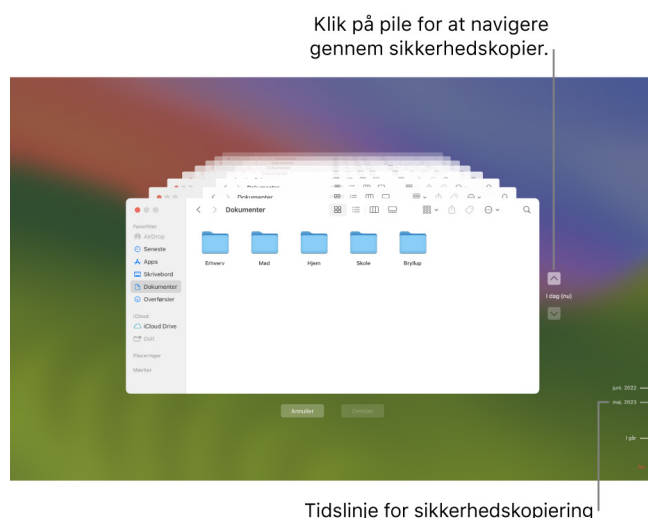 Klik på pile for at navigere
gennem sikkerhedskopier.
Dokumenter
Dokumenter
Dokumenter
Favoritter
AirDrop
Seneste
Apps
Skrivebord
Dokumenter
Overførsler
iCloud
iCloud Drive
Delt
Placeringer
Mærker
Erhverv
Mad
Hjem
Skole
Bryllup
I dag (nu)
juni. 2022
maj. 2023
I går
Annuller
Gendan
Tidslinje for sikkerhedskopiering